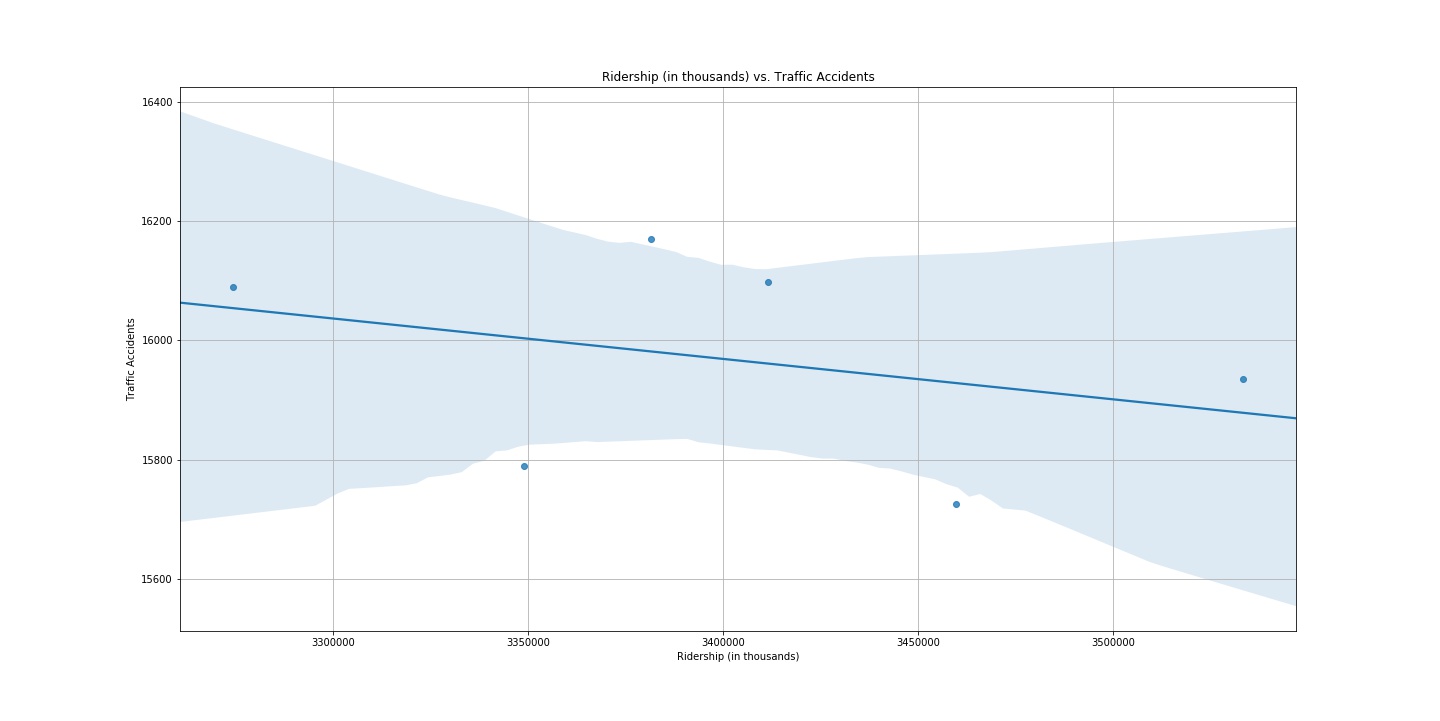 Ridership (in thousands) vs. Traffic Accidents
16400
16200
16000
15800
15600
Traffic Accidents
3300000 3350000 3400000 3450000 3500000
Ridership (in thousands)